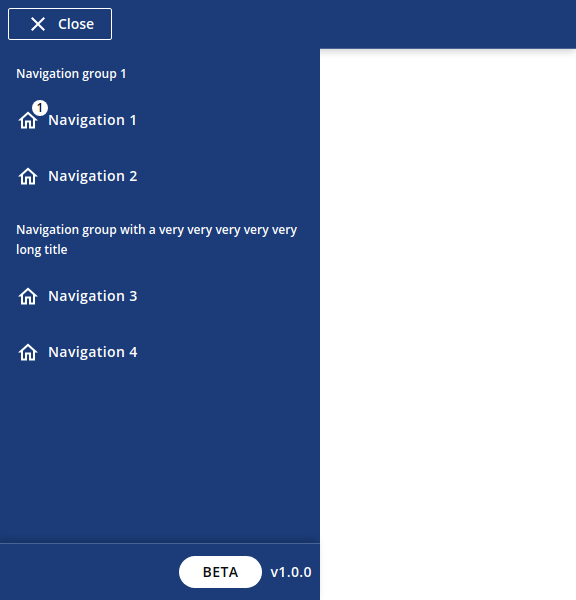 Close
Navigation group 1
1
Navigation 1
Navigation 2
Navigation group with a very very very very very
long title
Navigation 3
Navigation 4
BETA v1.0.0